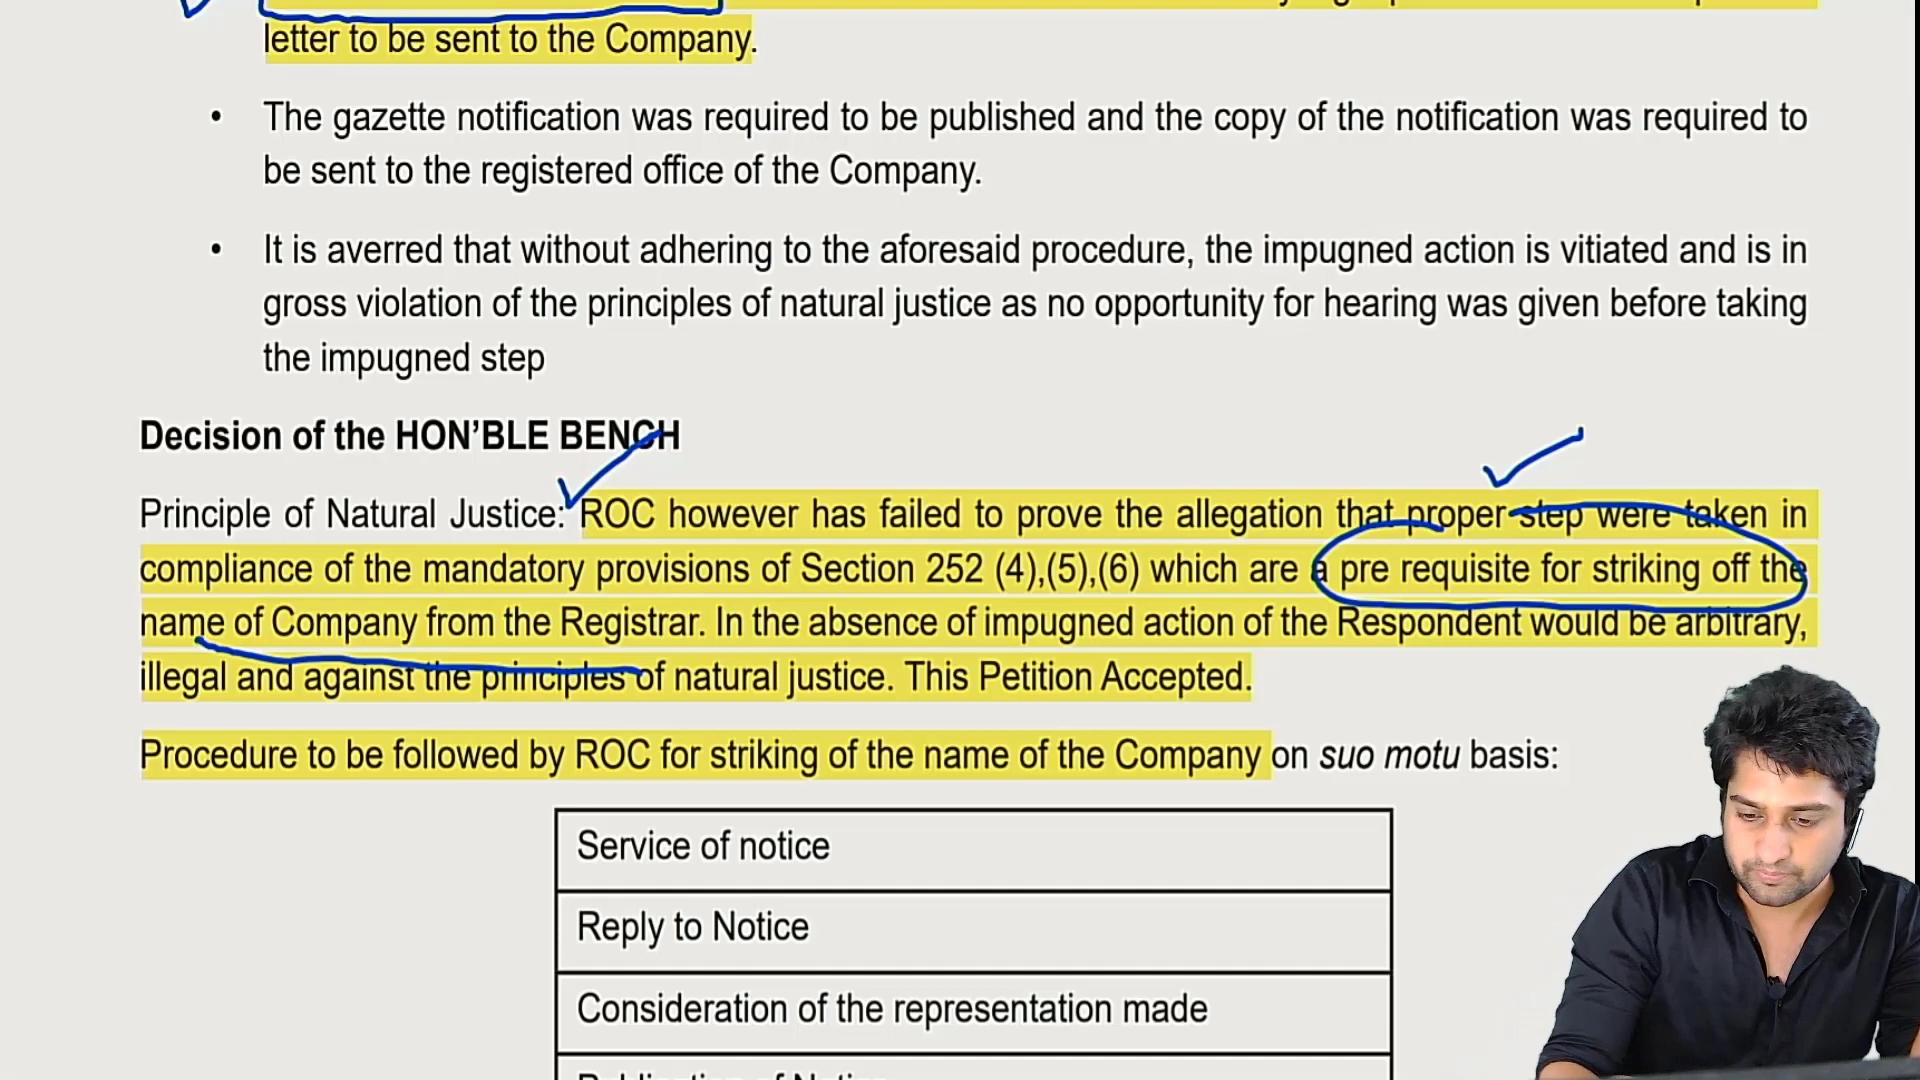 letter to be sent to the Company.
• The gazette notification was required to be published and the copy of the notification was required to
be sent to the registered office of the Company.
• It is averred that without adhering to the aforesaid procedure, the impugned action is vitiated and is in
gross violation of the principles of natural justice as no opportunity for hearing was given before taking
the impugned step
Decision of the HON’BLE BENCH
Principle of Natural Justice: ROC however has failed to prove the allegation that proper step were taken in
compliance of the mandatory provisions of Section 252 (4),(5),(6) which are a pre requisite for striking off the
name of Company from the Registrar. In the absence of impugned action of the Respondent would be arbitrary,
illegal and against the principles of natural justice. This Petition Accepted.
Procedure to be followed by ROC for striking of the name of the Company on suo motu basis:
Service of notice
Reply to Notice
Consideration of the representation made